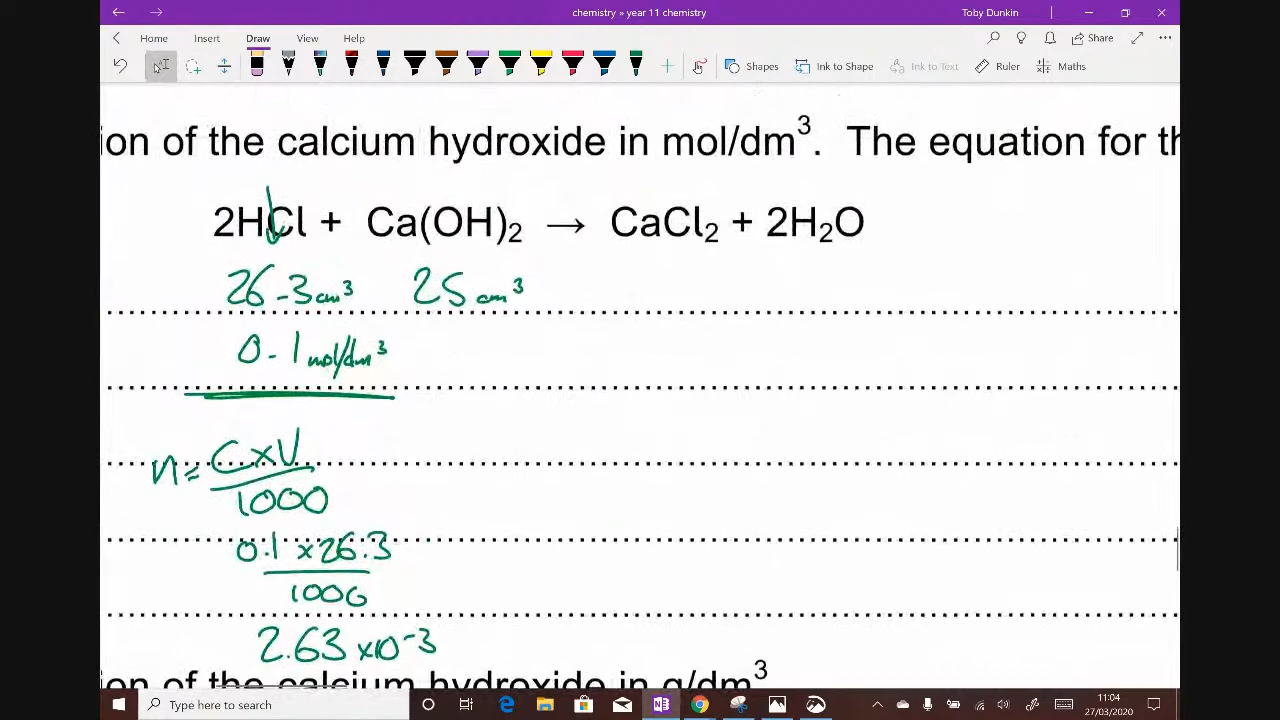 chemistry » year 11 chemistry
Toby Dunkin
Home Insert Draw View Help
Share
Shapes Ink to Shape Ink to Text Ruler Maths
ion of the calcium hydroxide in mol/dm³. The equation for th
2HCl + Ca(OH)₂ → CaCl₂ + 2H₂O
26.3cm³ 25cm³
0.1mol/dm³
n = CxV
1000
0.1 x 26.3
1000
2.63 x10⁻³
ion of the calcium hydroxide in g/dm³
Type here to search
11:04
27/03/2020